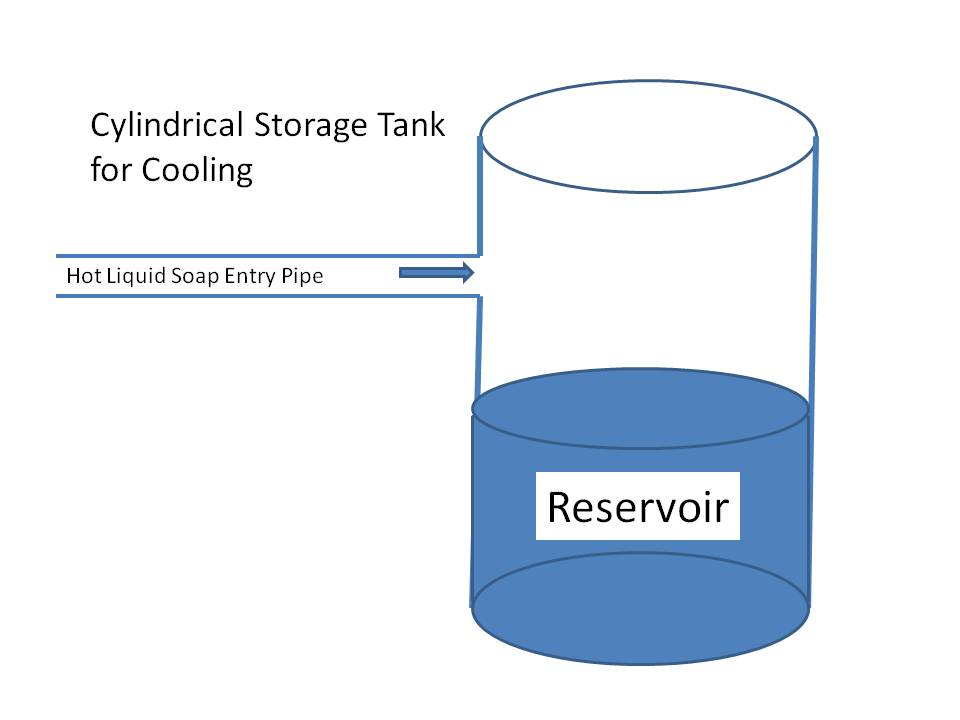 Cylindrical Storage Tank
for Cooling
Hot Liquid Soap Entry Pipe
Reservoir